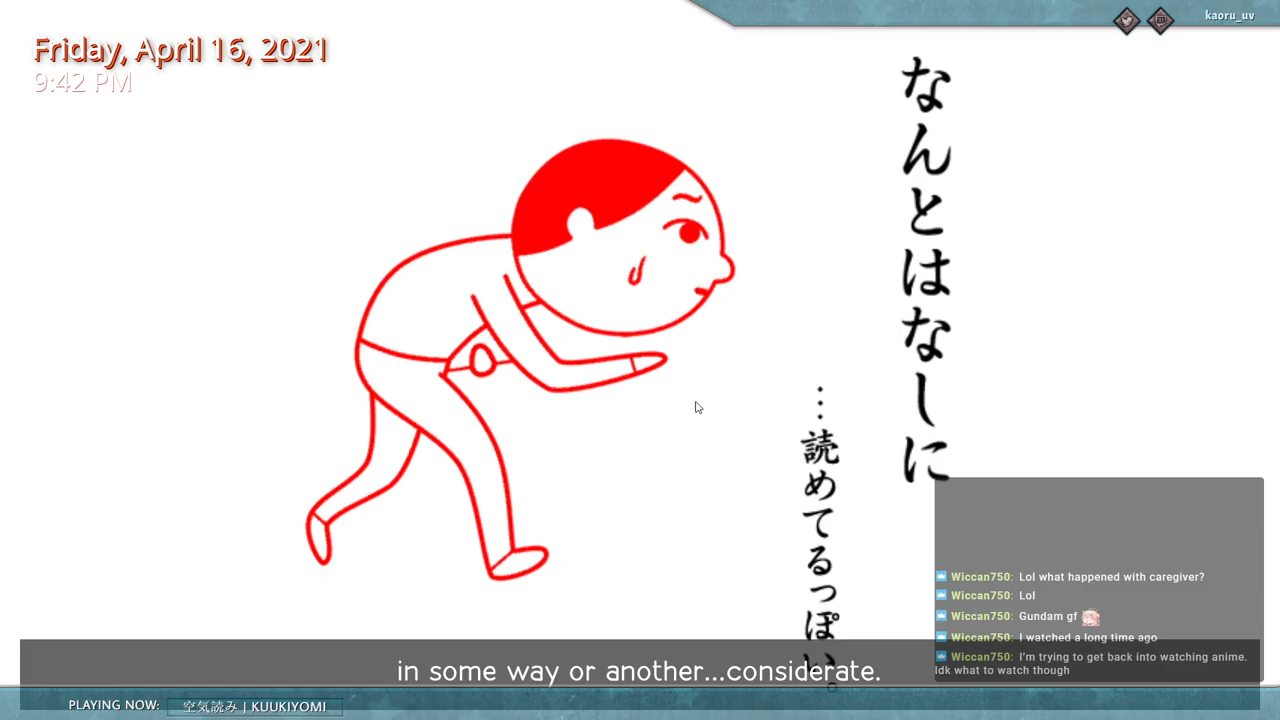 Friday, April 16, 2021
9:42 PM
kaoru_uv
なんとはなしに
…読めてるっぽい。
Wiccan750: Lol what happened with caregiver?
Wiccan750: Lol
Wiccan750: Gundam gf
Wiccan750: I watched a long time ago
Wiccan750: I'm trying to get back into watching anime.
Idk what to watch though
in some way or another...considerate.
PLAYING NOW: 空気読み | KUUKIYOMI